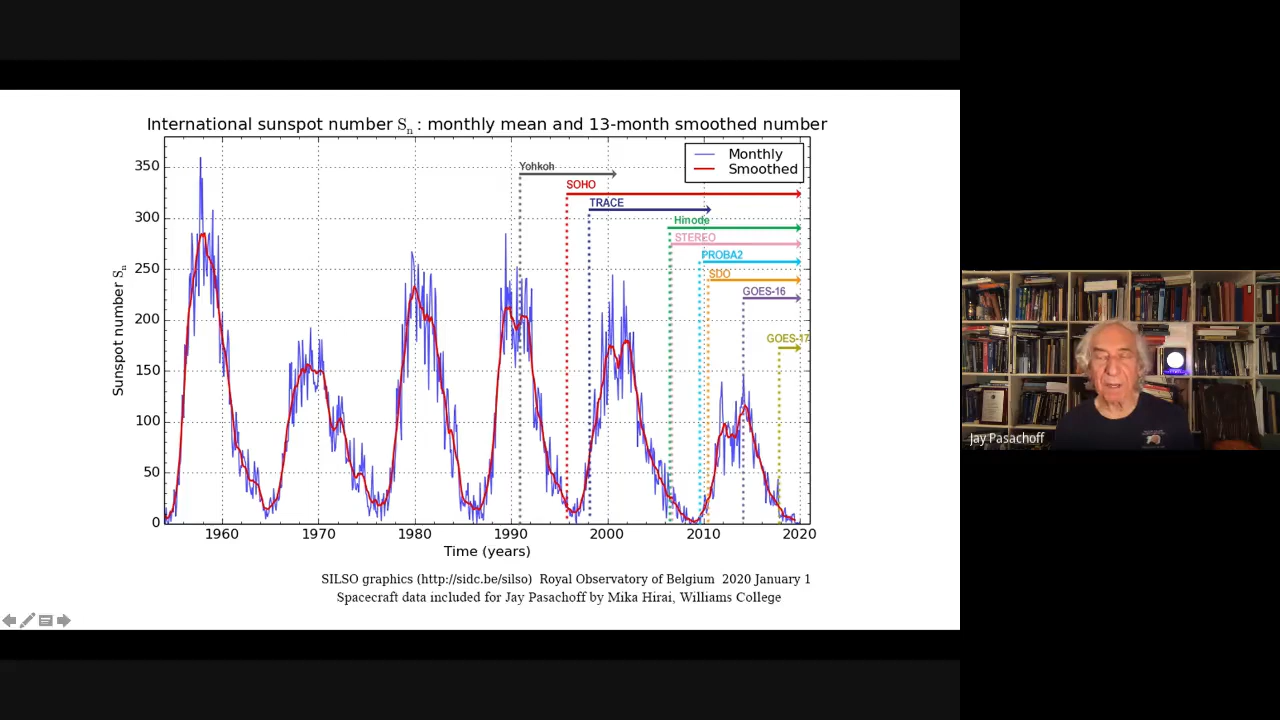 International sunspot number Sn : monthly mean and 13-month smoothed number
Monthly
Smoothed
Yohkoh
SOHO
TRACE
Hinode
STEREO
PROBA2
SDO
GOES-16
GOES-17
Sunspot number Sn
350
300
250
200
150
100
50
0
1960 1970 1980 1990 2000 2010 2020
Time (years)
SILSO graphics (http://sidc.be/silso) Royal Observatory of Belgium 2020 January 1
Spacecraft data included for Jay Pasachoff by Mika Hirai, Williams College
Jay Pasachoff